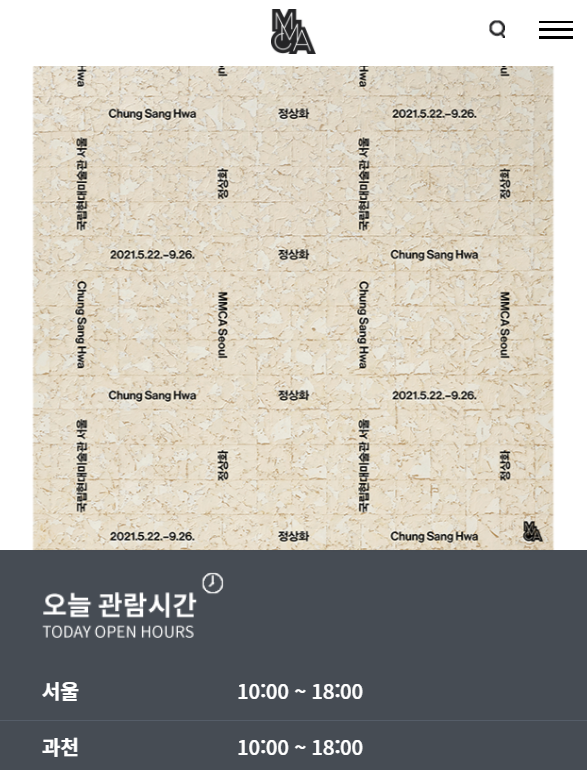 MMCA
Hwa
ul
Hwa
ul
Chung Sang Hwa 정상화 2021.5.22.–9.26.
국립현대미술관 서울
정상화
국립현대미술관 서울
정상화
2021.5.22.–9.26. 정상화 Chung Sang Hwa
Chung Sang Hwa
MMCA Seoul
Chung Sang Hwa
MMCA Seoul
Chung Sang Hwa 정상화 2021.5.22.–9.26.
국립현대미술관 서울
정상화
국립현대미술관 서울
정상화
2021.5.22.–9.26. 정상화 Chung Sang Hwa
MMCA
오늘 관람시간
TODAY OPEN HOURS
서울 10:00 ~ 18:00
과천 10:00 ~ 18:00